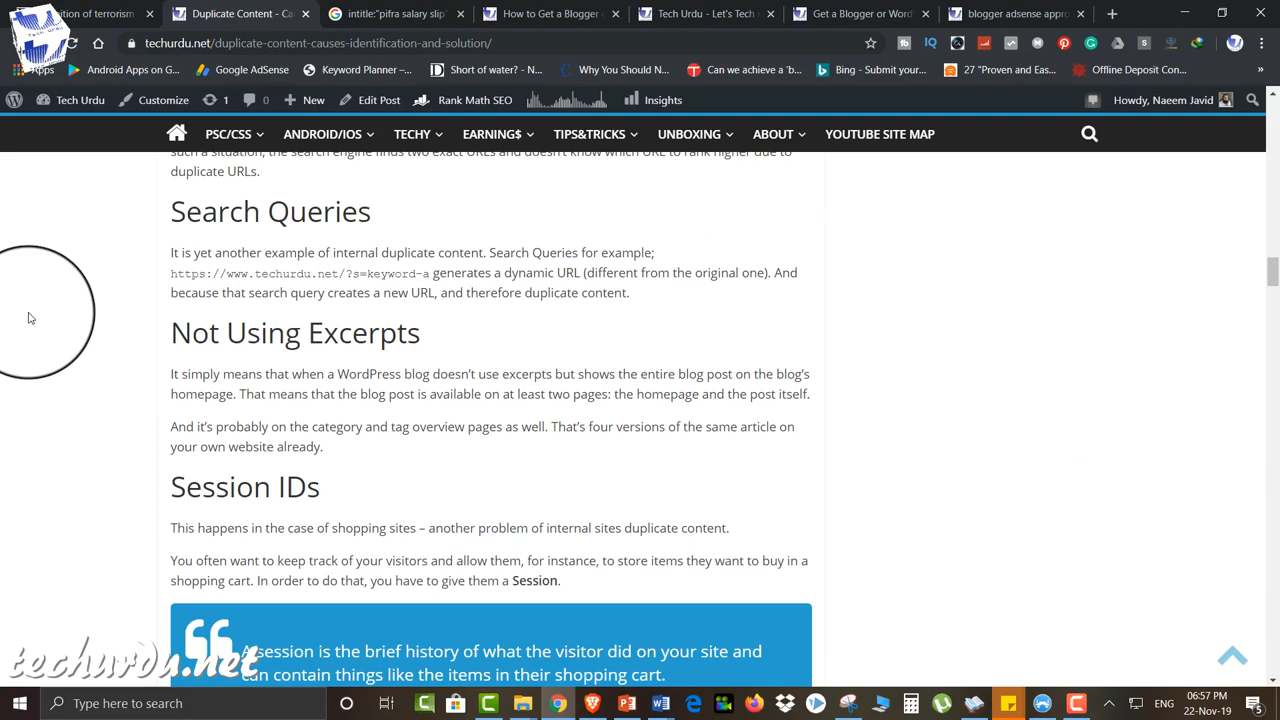 ition of terrorism
Duplicate Content - Ca
intitle:"pifra salary slip"
How to Get a Blogger
Tech Urdu -
Get a Blogger or Word
blogger adsense appro
techurdu.net/duplicate-content-causes-identification-and-solution/
Apps
Android Apps on G...
Google AdSense
Keyword Planner –...
Short of water? - N...
Why You Should N...
Can we achieve a 'b...
Bing - Submit your...
27 "Proven and Eas...
Offline Deposit Con...
Tech Urdu
Customize
1
0
New
Edit Post
Rank Math SEO
Insights
Howdy, Naeem Javid
PSC/CSS
ANDROID/IOS
TECHY
EARNING$
TIPS&TRICKS
UNBOXING
ABOUT
YOUTUBE SITE MAP
such a situation, the search engine finds two exact URLs and doesn't know which URL to rank higher due to
duplicate URLs.
Search Queries
It is yet another example of internal duplicate content. Search Queries for example;
https://www.techurdu.net/?s=keyword-a generates a dynamic URL (different from the original one). And
because that search query creates a new URL, and therefore duplicate content.
Not Using Excerpts
It simply means that when a WordPress blog doesn't use excerpts but shows the entire blog post on the blog's
homepage. That means that the blog post is available on at least two pages: the homepage and the post itself.
And it's probably on the category and tag overview pages as well. That's four versions of the same article on
your own website already.
Session IDs
This happens in the case of shopping sites – another problem of internal sites duplicate content.
You often want to keep track of your visitors and allow them, for instance, to store items they want to buy in a
shopping cart. In order to do that, you have to give them a Session.
A session is the brief history of what the visitor did on your site and
can contain things like the items in their shopping cart.
techurdu.net
Type here to search
06:57 PM
22-Nov-19
5